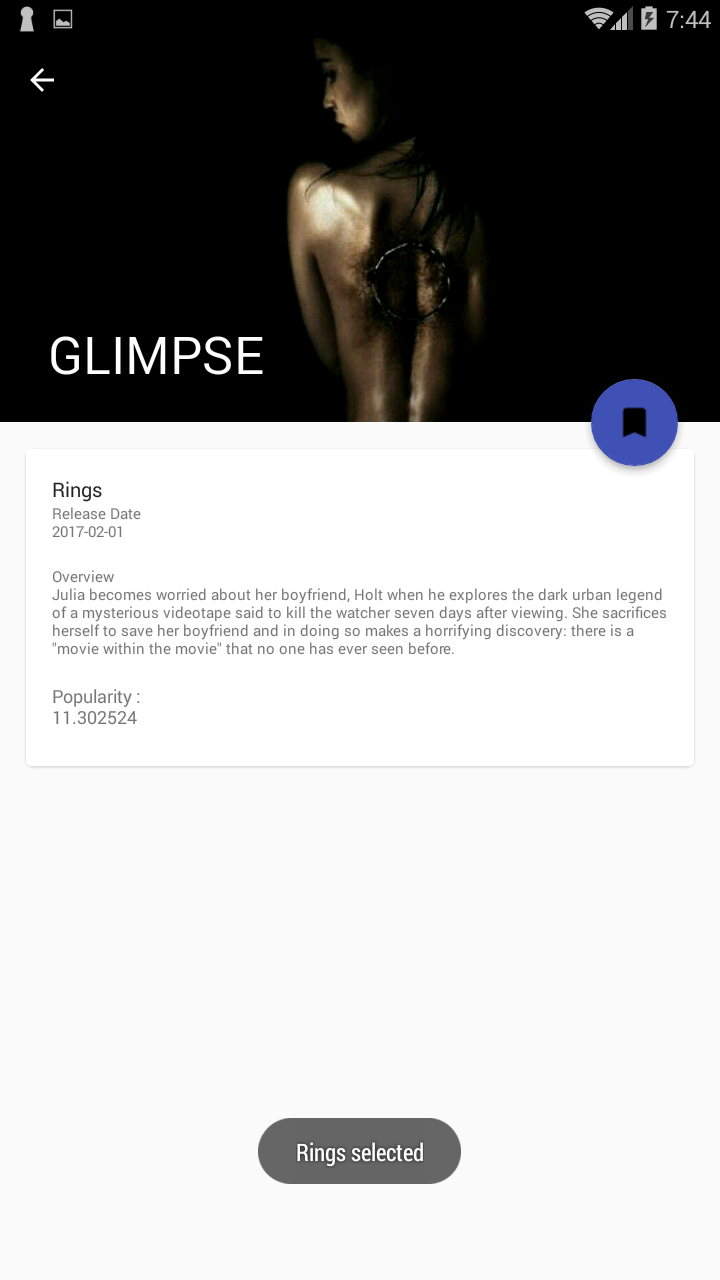 7:44
GLIMPSE
Rings
Release Date
2017-02-01
Overview
Julia becomes worried about her boyfriend, Holt when he explores the dark urban legend
of a mysterious videotape said to kill the watcher seven days after viewing. She sacrifices
herself to save her boyfriend and in doing so makes a horrifying discovery: there is a
"movie within the movie" that no one has ever seen before.
Popularity :
11.302524
Rings selected